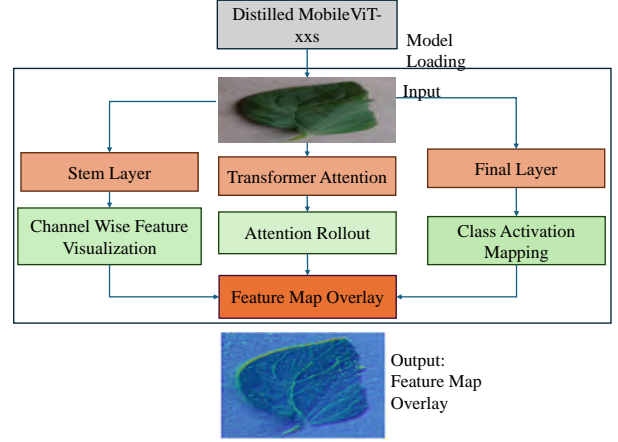 Distilled MobileViT-
xxs
Model
Loading
Input
Stem Layer
Transformer Attention
Final Layer
Channel Wise Feature
Visualization
Attention Rollout
Class Activation
Mapping
Feature Map Overlay
Output:
Feature Map
Overlay